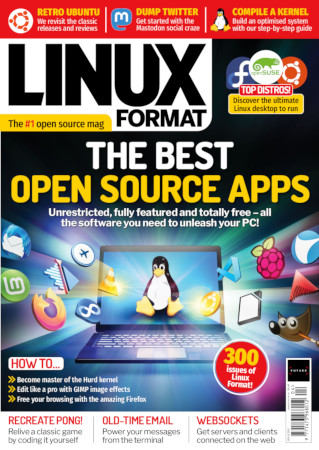 RETRO UBUNTU
We revisit the classic
releases and reviews
DUMP TWITTER
Get started with the
Mastodon social craze
COMPILE A KERNEL
Build an optimised system
with our step-by-step guide
LINUX
FORMAT
The #1 open source mag
openSUSE
TOP DISTROS!
Discover the ultimate
Linux desktop to run
THE BEST
OPEN SOURCE APPS
Unrestricted, fully featured and totally free – all
the software you need to unleash your PC!
HOW TO...
Become master of the Hurd kernel
Edit like a pro with GIMP image effects
Free your browsing with the amazing Firefox
300
issues of
Linux
Format!
FUTURE
RECREATE PONG!
Relive a classic game
by coding it yourself
OLD-TIME EMAIL
Power your messages
from the terminal
WEBSOCKETS
Get servers and clients
connected on the web